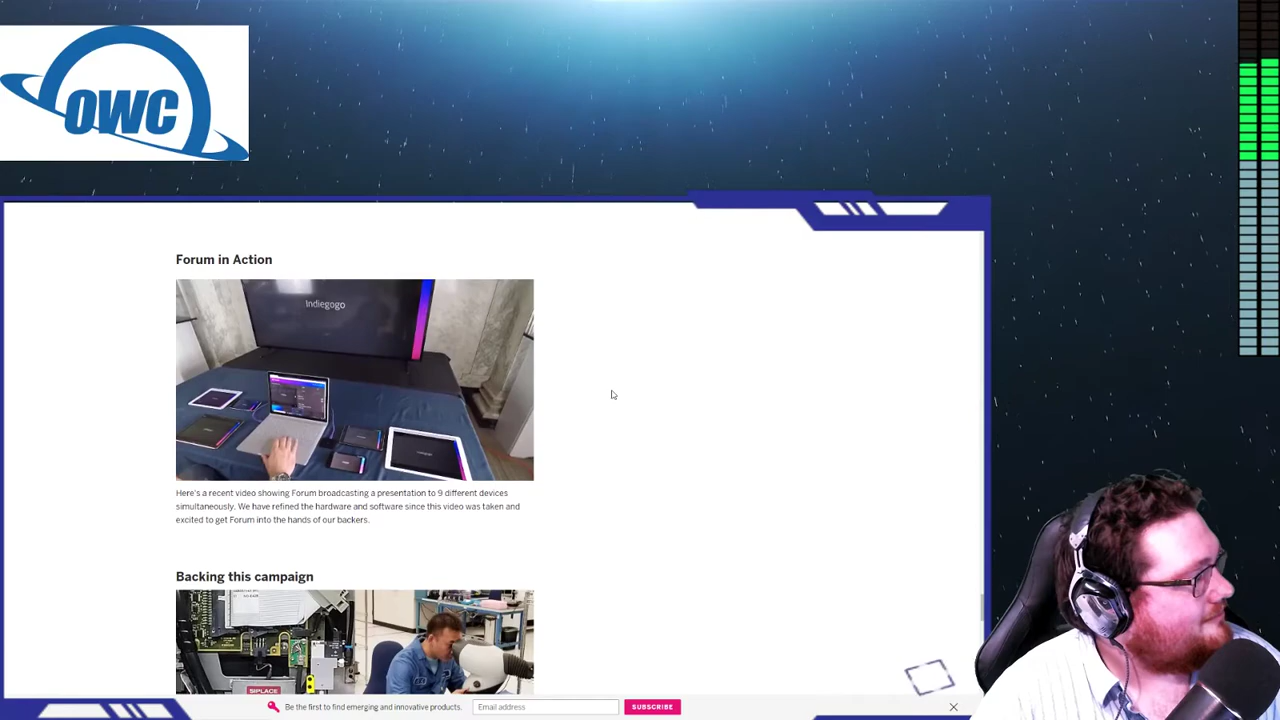 OWC
Forum in Action
Indiegogo
Here's a recent video showing Forum broadcasting a presentation to 9 different devices
simultaneously. We have refined the hardware and software since this video was taken and
excited to get Forum into the hands of our backers.
Backing this campaign
SIPLACE
Be the first to find emerging and innovative products.
Email address
SUBSCRIBE